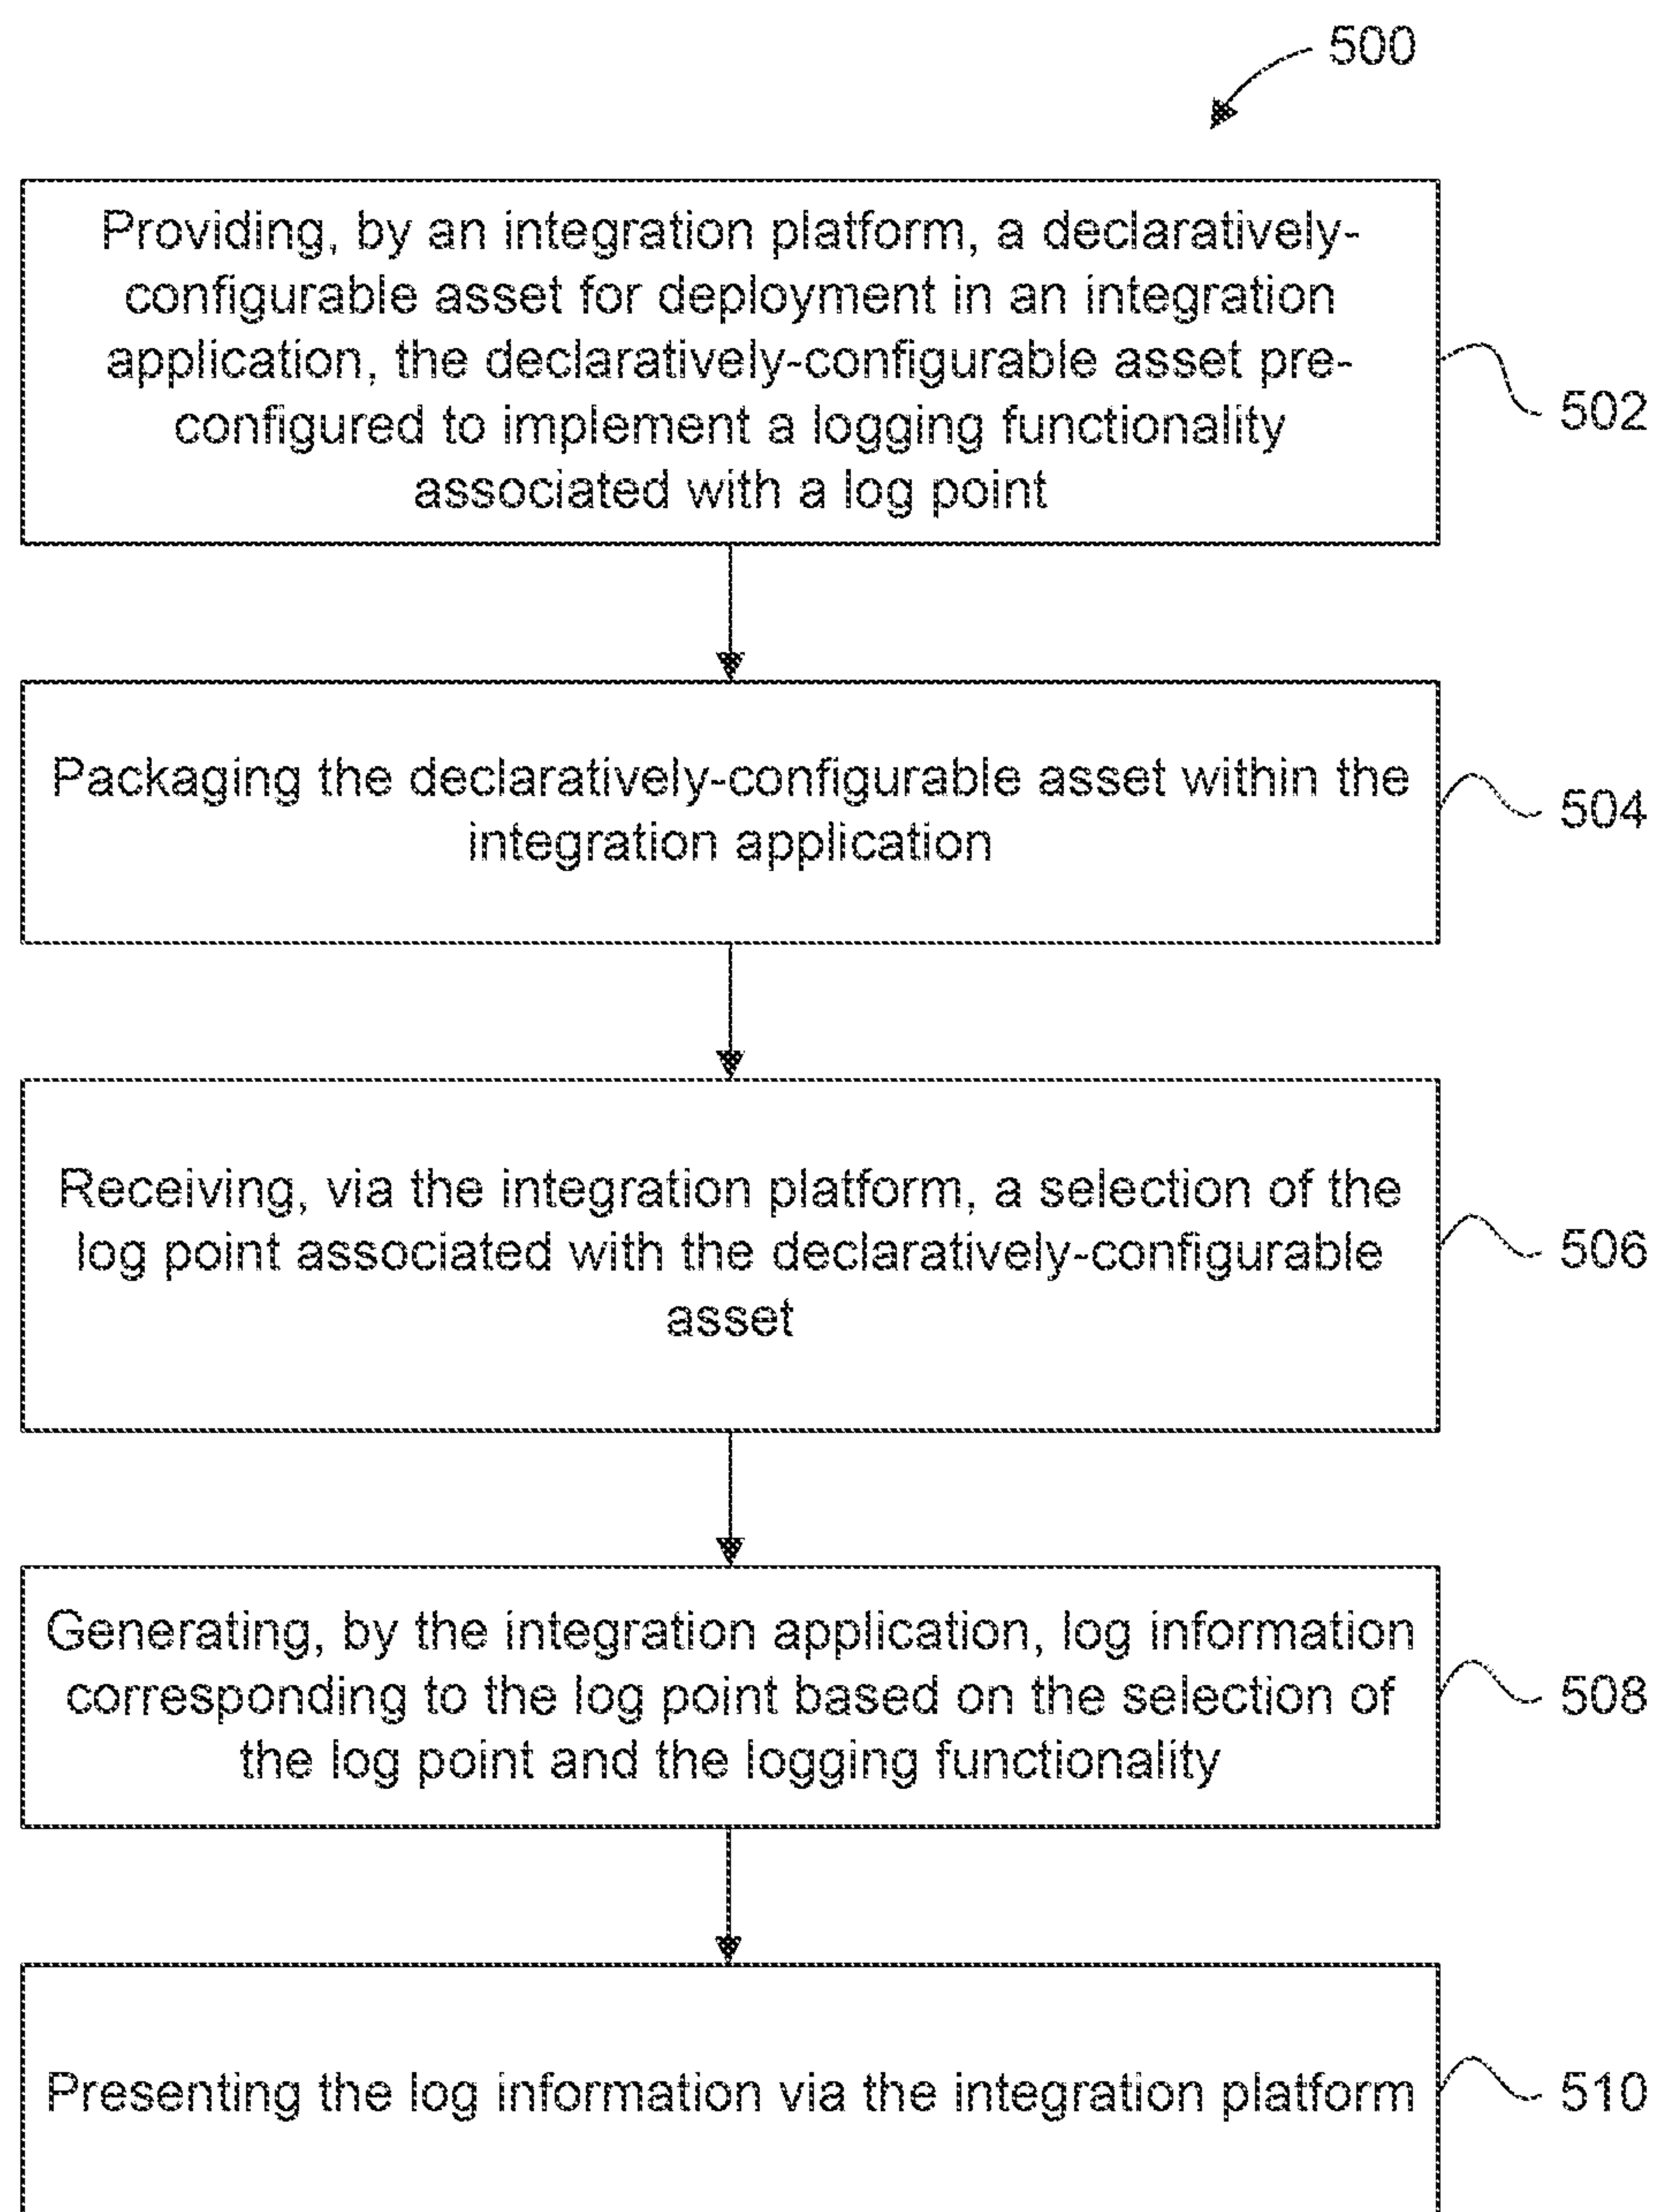 500
Providing, by an integration platform, a declaratively-
configurable asset for deployment in an integration
application, the declaratively-configurable asset pre-
configured to implement a logging functionality
associated with a log point
502
Packaging the declaratively-configurable asset within the
integration application
504
Receiving, via the integration platform, a selection of the
log point associated with the declaratively-configurable
asset
506
Generating, by the integration application, log information
corresponding to the log point based on the selection of
the log point and the logging functionality
508
Presenting the log information via the integration platform
510